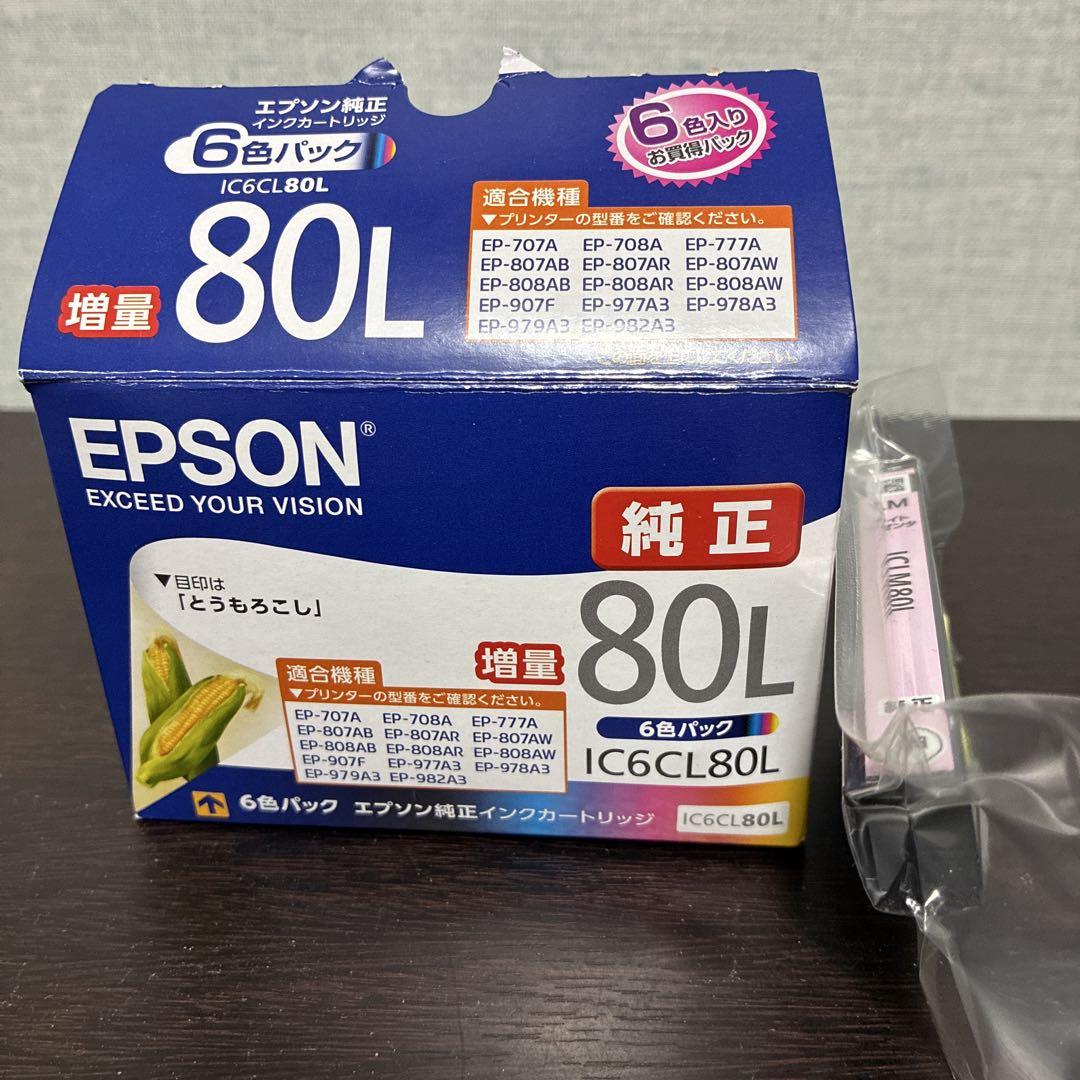 エプソン純正
インクカートリッジ
6色パック
IC6CL80L
増量 80L
6色入り
お買得パック
適合機種
▼プリンターの型番をご確認ください。
EP-707A EP-708A EP-777A
EP-807AB EP-807AR EP-807AW
EP-808AB EP-808AR EP-808AW
EP-907F EP-977A3 EP-978A3
EP-979A3 EP-982A3
EPSON®
EXCEED YOUR VISION
純正
▼目印は
「とうもろこし」
増量 80L
6色パック
IC6CL80L
適合機種
▼プリンターの型番をご確認ください。
EP-707A EP-708A EP-777A
EP-807AB EP-807AR EP-807AW
EP-808AB EP-808AR EP-808AW
EP-907F EP-977A3 EP-978A3
EP-979A3 EP-982A3
6色パック エプソン純正インクカートリッジ IC6CL80L
LM
ICLM80L
純正